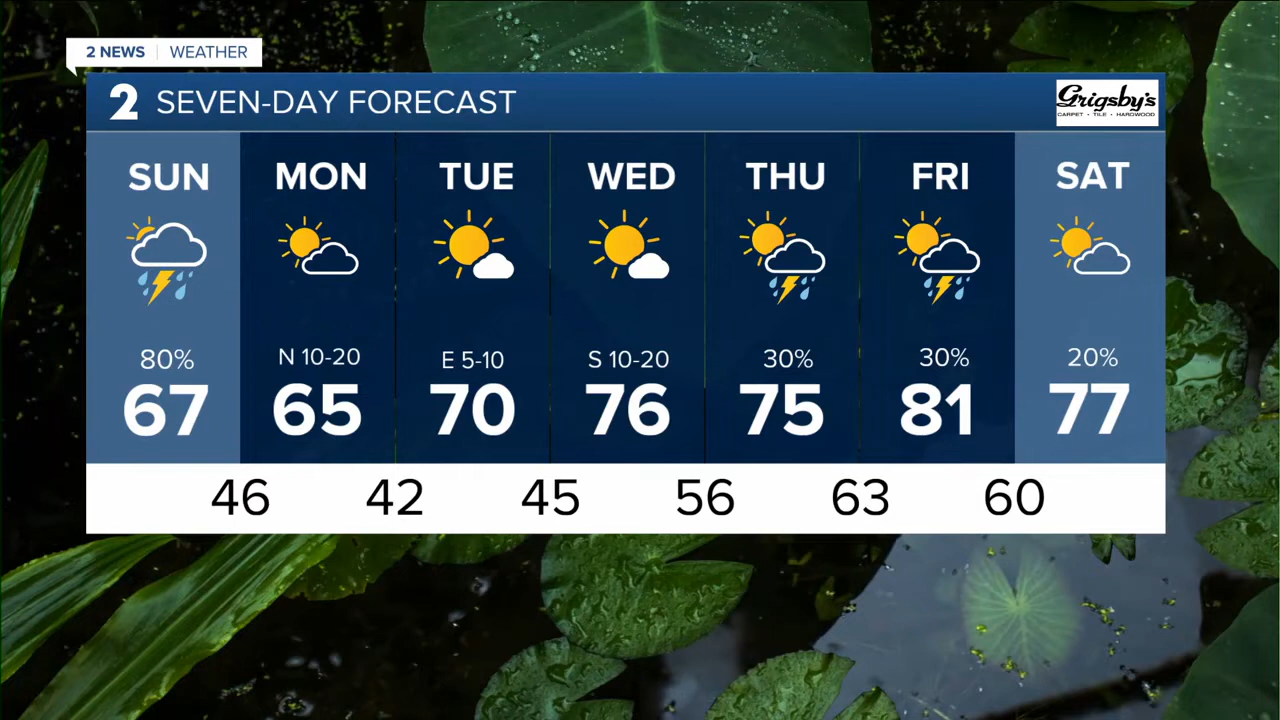 2 NEWS | WEATHER
2 SEVEN-DAY FORECAST
Grigsby's
CARPET • TILE • HARDWOOD
SUN MON TUE WED THU FRI SAT
80% N 10-20 E 5-10 S 10-20 30% 30% 20%
67 65 70 76 75 81 77
46 42 45 56 63 60